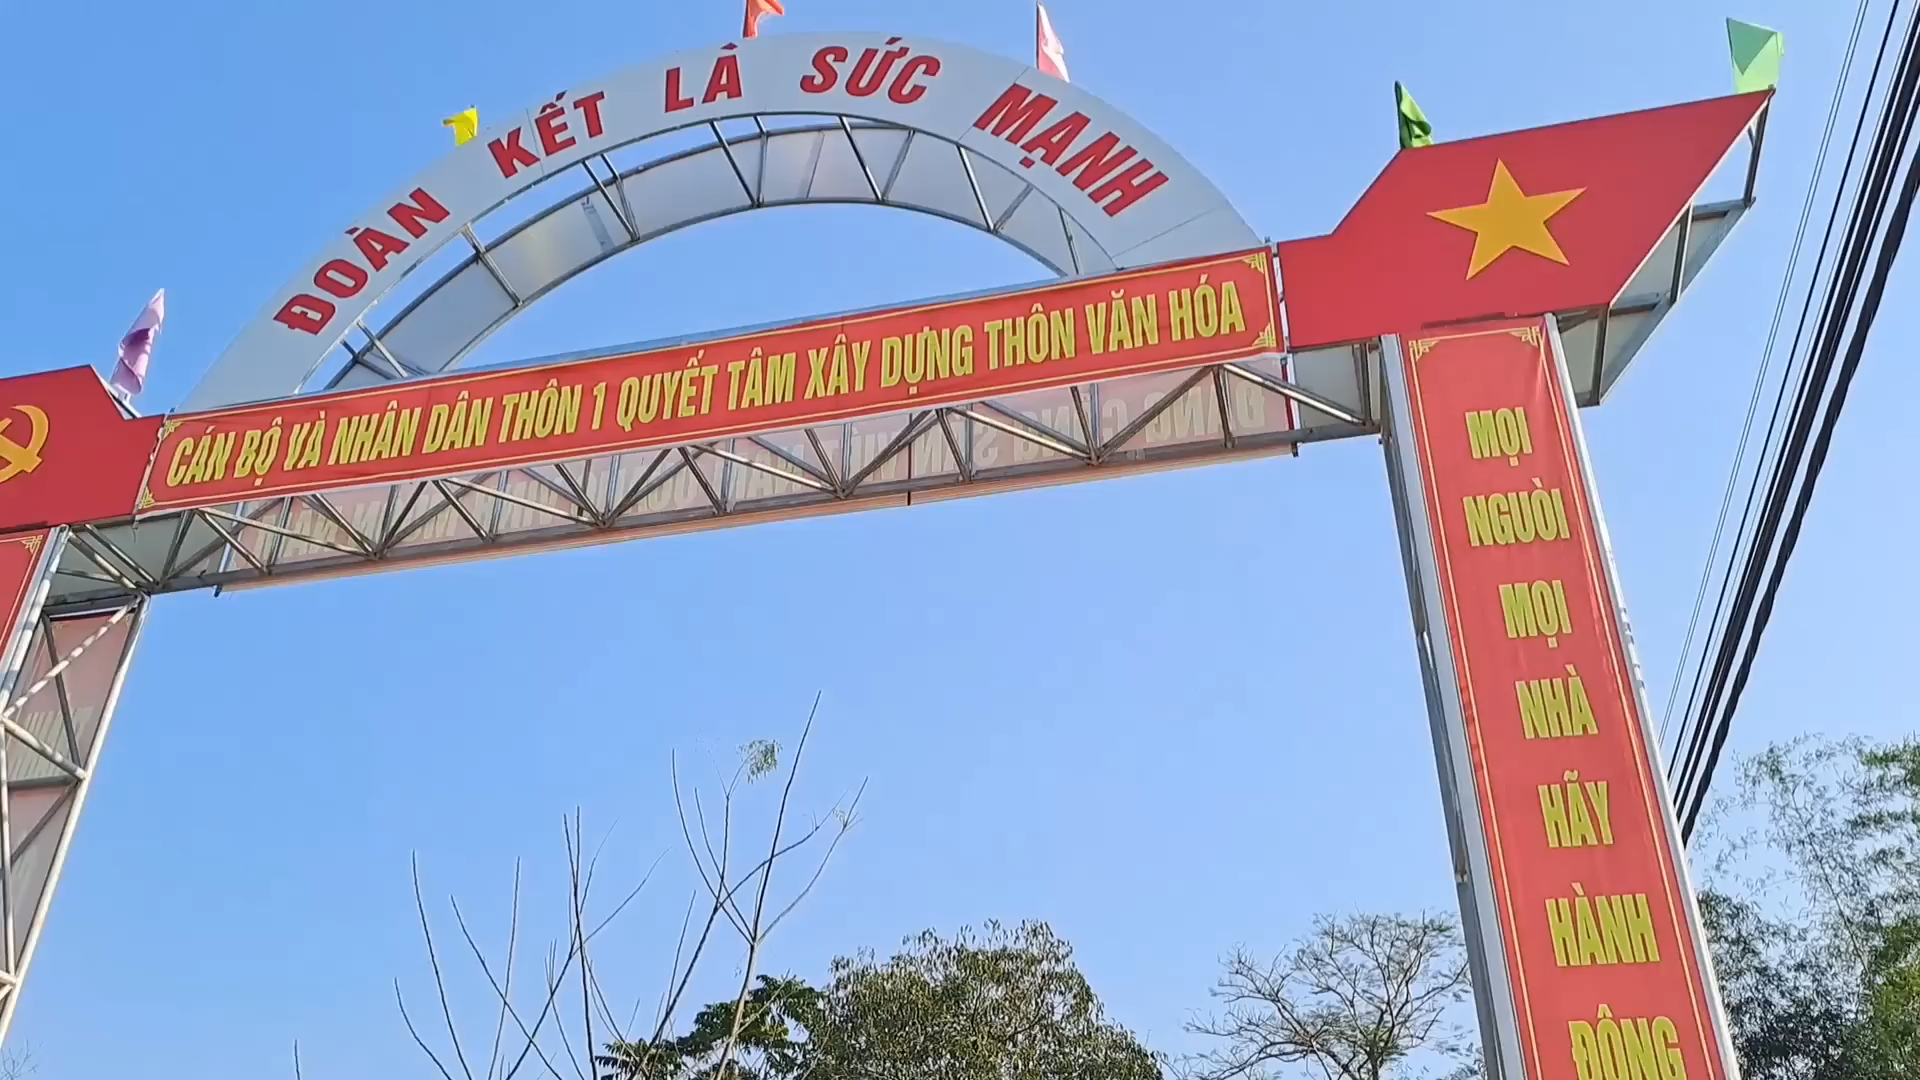 ĐOÀN KẾT LÀ SỨC MẠNH
CÁN BỘ VÀ NHÂN DÂN THÔN 1 QUYẾT TÂM XÂY DỰNG THÔN VĂN HÓA
MỌI
NGƯỜI
MỌI
NHÀ
HÃY
HÀNH
ĐỘNG